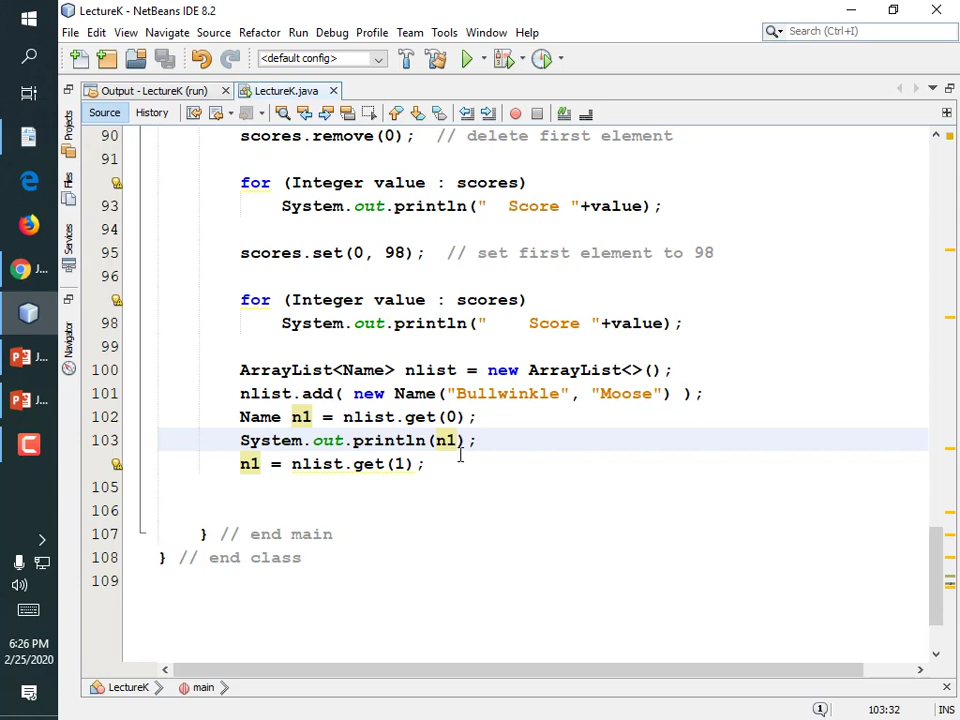 LectureK - NetBeans IDE 8.2
File Edit View Navigate Source Refactor Run Debug Profile Team Tools Window Help
Search (Ctrl+I)
<default config>
Output - LectureK (run) x LectureK.java x
Source History
Projects
Files
Services
Navigator
90 scores.remove(0); // delete first element
91
for (Integer value : scores)
93 System.out.println(" Score "+value);
94
95 scores.set(0, 98); // set first element to 98
96
for (Integer value : scores)
98 System.out.println(" Score "+value);
99
100 ArrayList<Name> nlist = new ArrayList<>();
101 nlist.add( new Name("Bullwinkle", "Moose") );
102 Name n1 = nlist.get(0);
103 System.out.println(n1);
n1 = nlist.get(1);
105
106
107 } // end main
108 } // end class
109
J...
J...
J...
6:26 PM
2/25/2020
LectureK main
1 103:32 INS